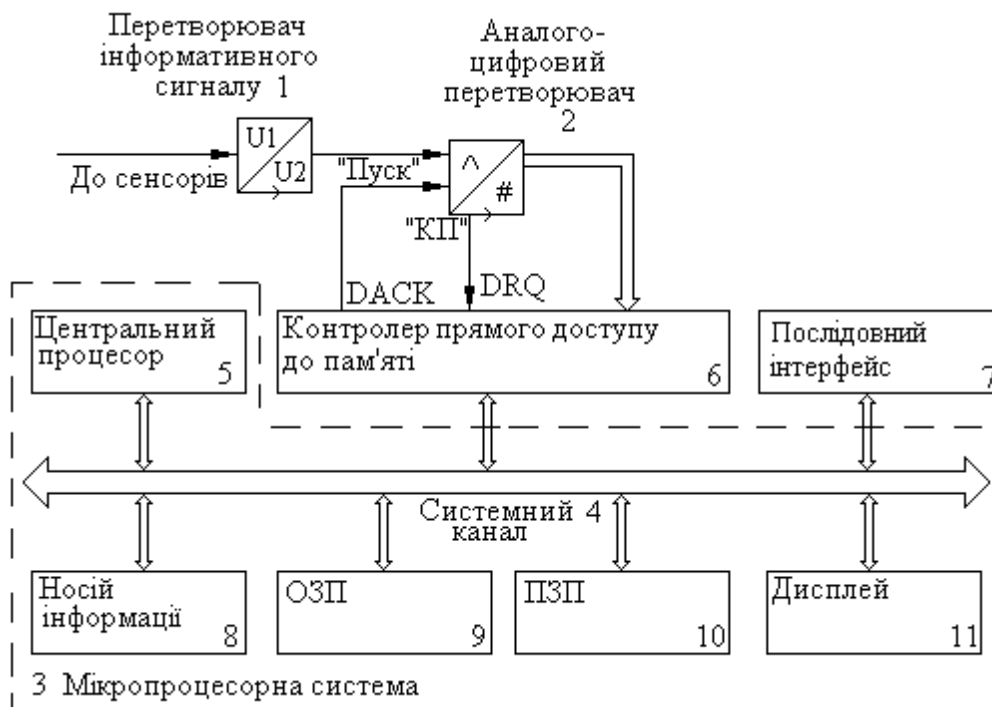 Перетворювач
інформативного
сигналу 1
Аналого-
цифровий
перетворювач
2
U1
U2
До сенсорів
"Пуск"
^
#
"КП"
DACK
DRQ
Центральний
процесор
5
Контролер прямого доступу
до пам'яті
6
Послідовний
інтерфейс
7
Системний 4
канал
Носій
інформації
8
ОЗП
9
ПЗП
10
Дисплей
11
3 Мікропроцесорна система